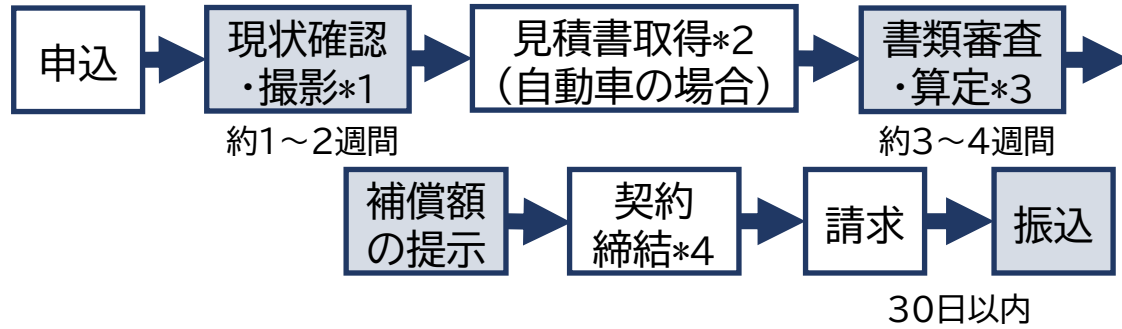 申込
現状確認
・撮影*1
見積書取得*2
（自動車の場合）
書類審査
・算定*3
約1～2週間
約3～4週間
補償額
の提示
契約
締結*4
請求
振込
30日以内